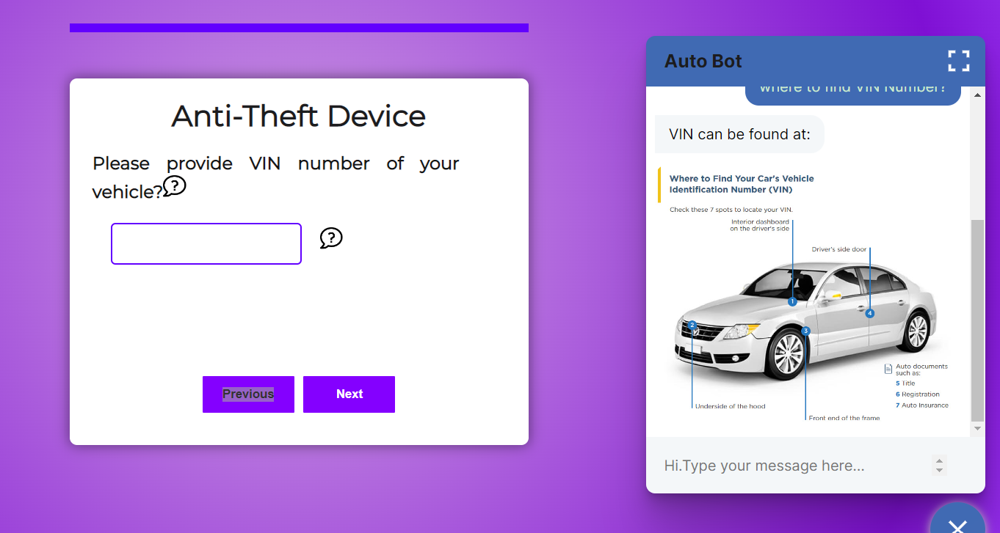 Anti-Theft Device
Please provide VIN number of your
vehicle?
Previous
Next
Auto Bot
Where to find VIN Number?
VIN can be found at:
Where to Find Your Car's Vehicle
Identification Number (VIN)
Check these 7 spots to locate your VIN.
Interior dashboard
on the driver's side
Driver's side door
1
2
3
4
Auto documents
such as:
5 Title
6 Registration
7 Auto Insurance
Underside of the hood
Front end of the frame
Hi.Type your message here...